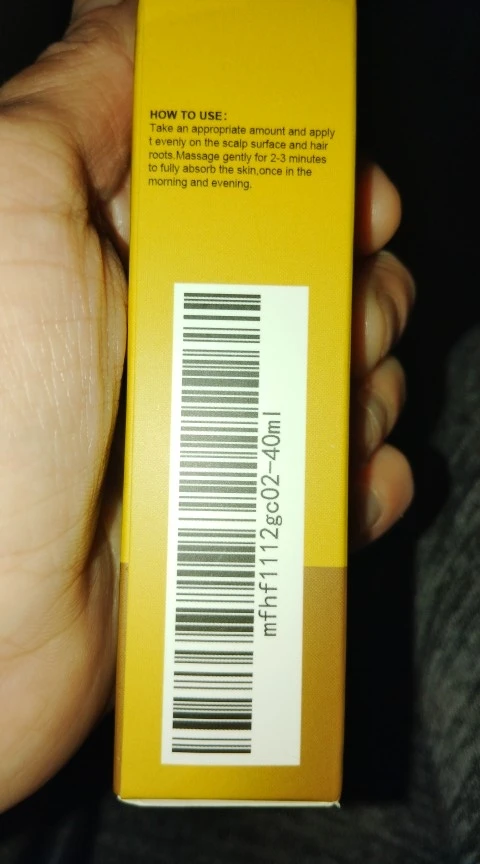 HOW TO USE:
Take an appropriate amount and apply
t evenly on the scalp surface and hair
roots.Massage gently for 2-3 minutes
to fully absorb the skin,once in the
morning and evening.
mfhf1112gc02-40ml